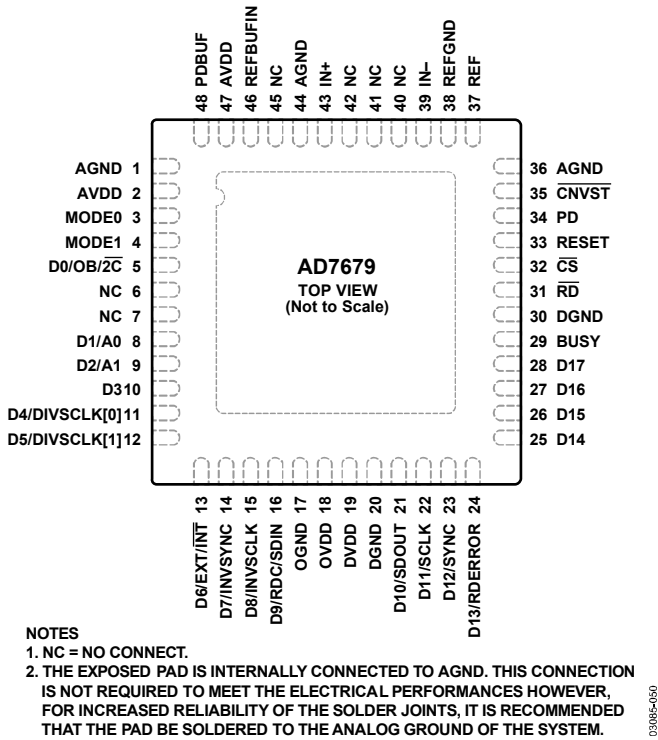 48 PDBUF
47 AVDD
46 REFBUFIN
45 NC
44 AGND
43 IN+
42 NC
41 NC
40 NC
39 IN–
38 REFGND
37 REF
AGND 1
AVDD 2
MODE0 3
MODE1 4
D0/OB/2C̅ 5
NC 6
NC 7
D1/A0 8
D2/A1 9
D310
D4/DIVSCLK[0]11
D5/DIVSCLK[1]12
AD7679
TOP VIEW
(Not to Scale)
36 AGND
35 C̅N̅V̅S̅T̅
34 PD
33 RESET
32 C̅S̅
31 R̅D̅
30 DGND
29 BUSY
28 D17
27 D16
26 D15
25 D14
D6/EXT/I̅N̅T̅ 13
D7/INVSYNC 14
D8/INVSCLK 15
D9/RDC/SDIN 16
OGND 17
OVDD 18
DVDD 19
DGND 20
D10/SDOUT 21
D11/SCLK 22
D12/SYNC 23
D13/RDERROR 24
NOTES
1. NC = NO CONNECT.
2. THE EXPOSED PAD IS INTERNALLY CONNECTED TO AGND. THIS CONNECTION
IS NOT REQUIRED TO MEET THE ELECTRICAL PERFORMANCES HOWEVER,
FOR INCREASED RELIABILITY OF THE SOLDER JOINTS, IT IS RECOMMENDED
THAT THE PAD BE SOLDERED TO THE ANALOG GROUND OF THE SYSTEM.
03085-050